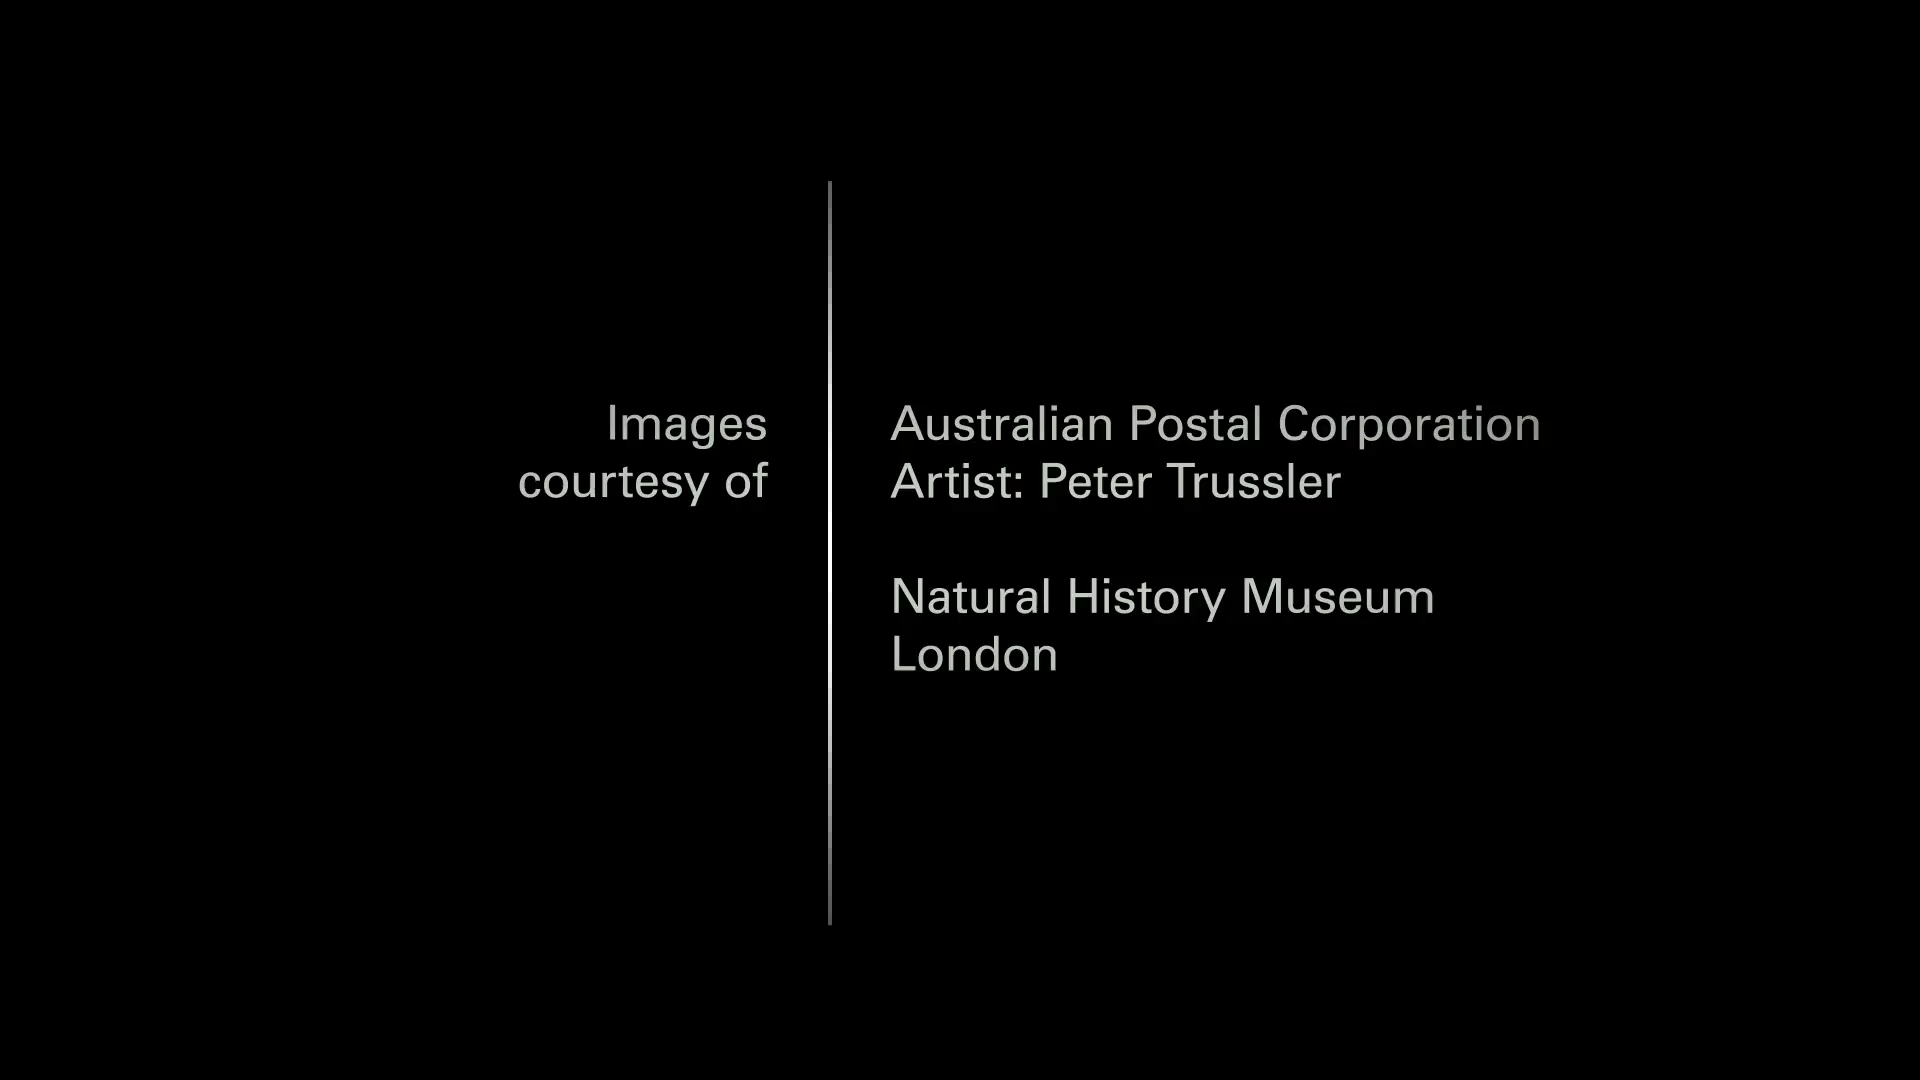 Images
courtesy of
Australian Postal Corporation
Artist: Peter Trussler
Natural History Museum
London